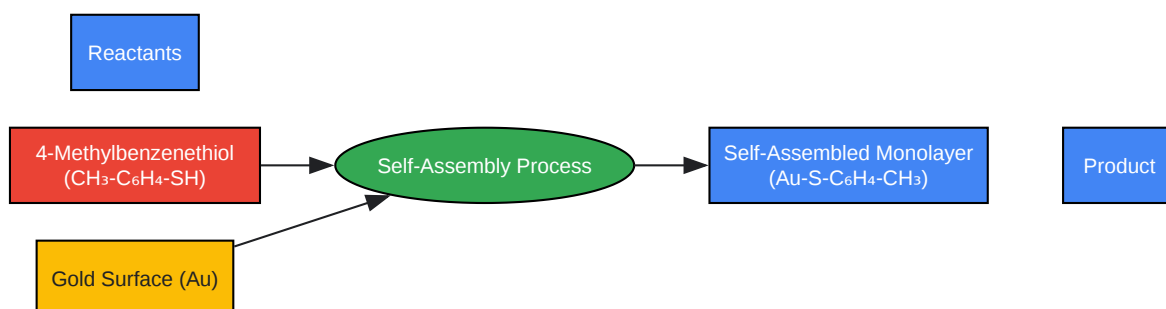 Reactants
4-Methylbenzenethiol
(CH₃-C₆H₄-SH)
Gold Surface (Au)
Self-Assembly Process
Self-Assembled Monolayer
(Au-S-C₆H₄-CH₃)
Product